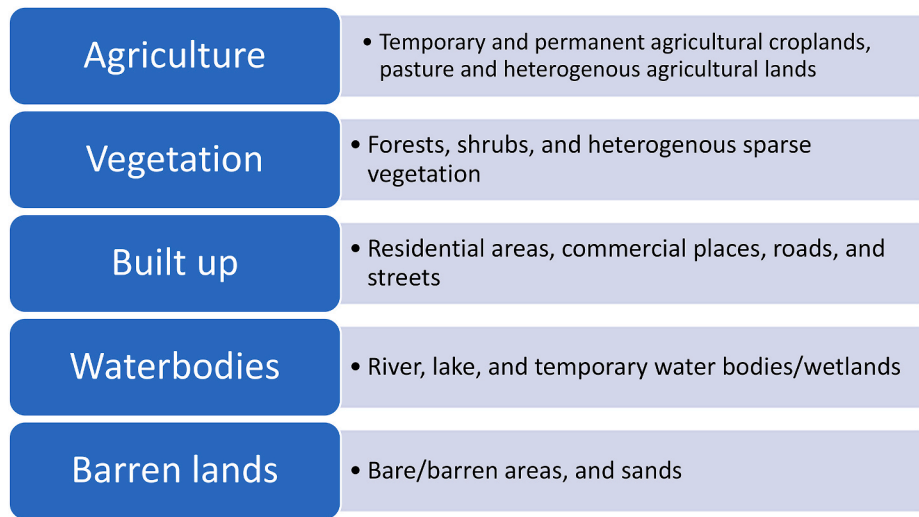 Agriculture
• Temporary and permanent agricultural croplands,
pasture and heterogenous agricultural lands
Vegetation
• Forests, shrubs, and heterogenous sparse
vegetation
Built up
• Residential areas, commercial places, roads, and
streets
Waterbodies
• River, lake, and temporary water bodies/wetlands
Barren lands
• Bare/barren areas, and sands